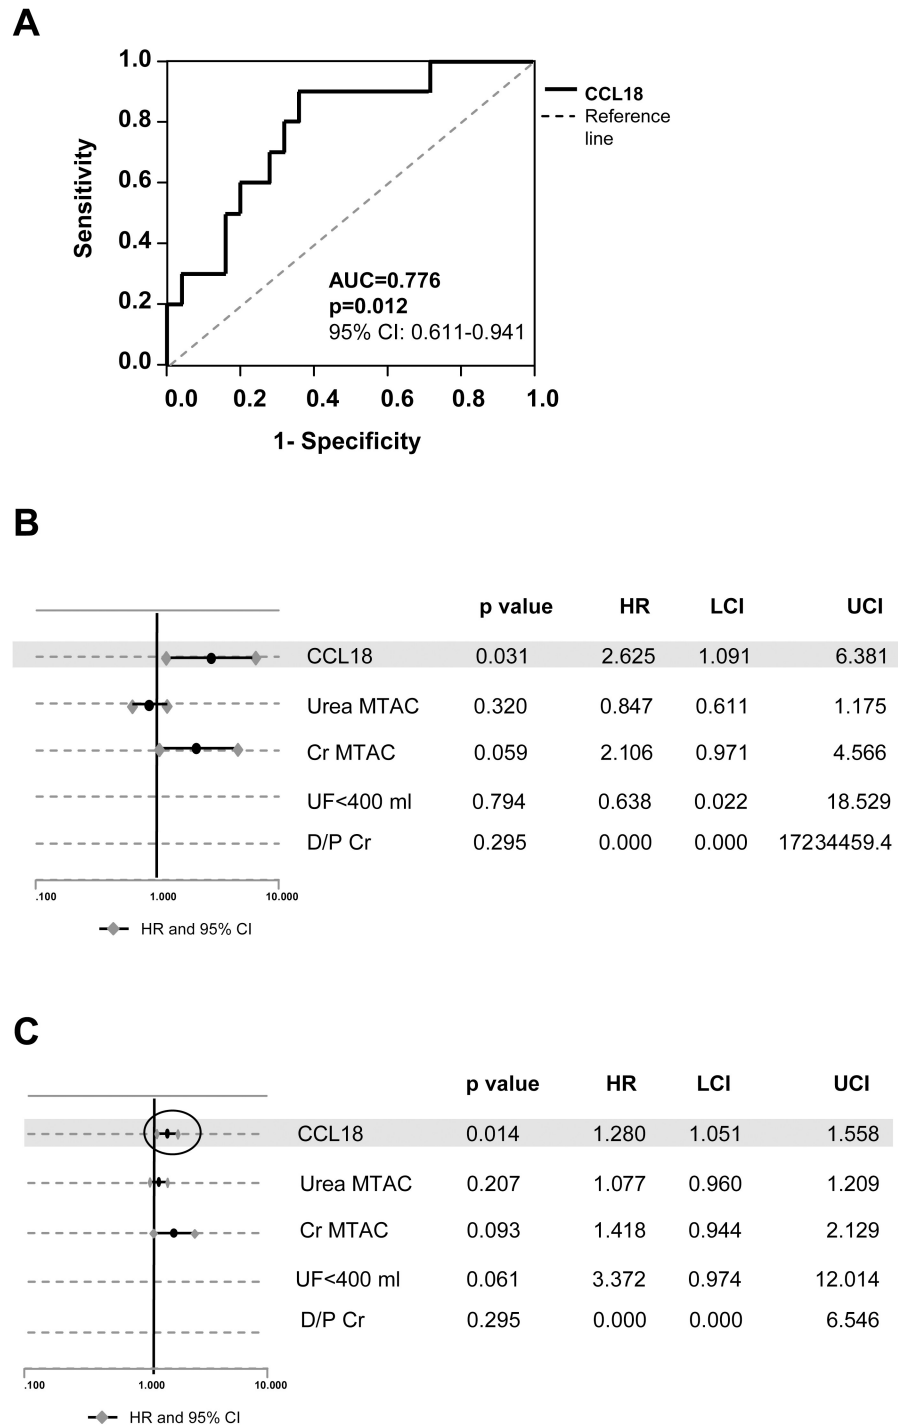 A
1.0
0.8
0.6
0.4
0.2
0.0
Sensitivity
CCL18
Reference
line
AUC=0.776
p=0.012
95% CI: 0.611-0.941
0.0 0.2 0.4 0.6 0.8 1.0
1- Specificity
B
p value HR LCI UCI
CCL18 0.031 2.625 1.091 6.381
Urea MTAC 0.320 0.847 0.611 1.175
Cr MTAC 0.059 2.106 0.971 4.566
UF<400 ml 0.794 0.638 0.022 18.529
D/P Cr 0.295 0.000 0.000 17234459.4
.100 1.000 10.000
HR and 95% CI
C
p value HR LCI UCI
CCL18 0.014 1.280 1.051 1.558
Urea MTAC 0.207 1.077 0.960 1.209
Cr MTAC 0.093 1.418 0.944 2.129
UF<400 ml 0.061 3.372 0.974 12.014
D/P Cr 0.295 0.000 0.000 6.546
.100 1.000 10.000
HR and 95% CI